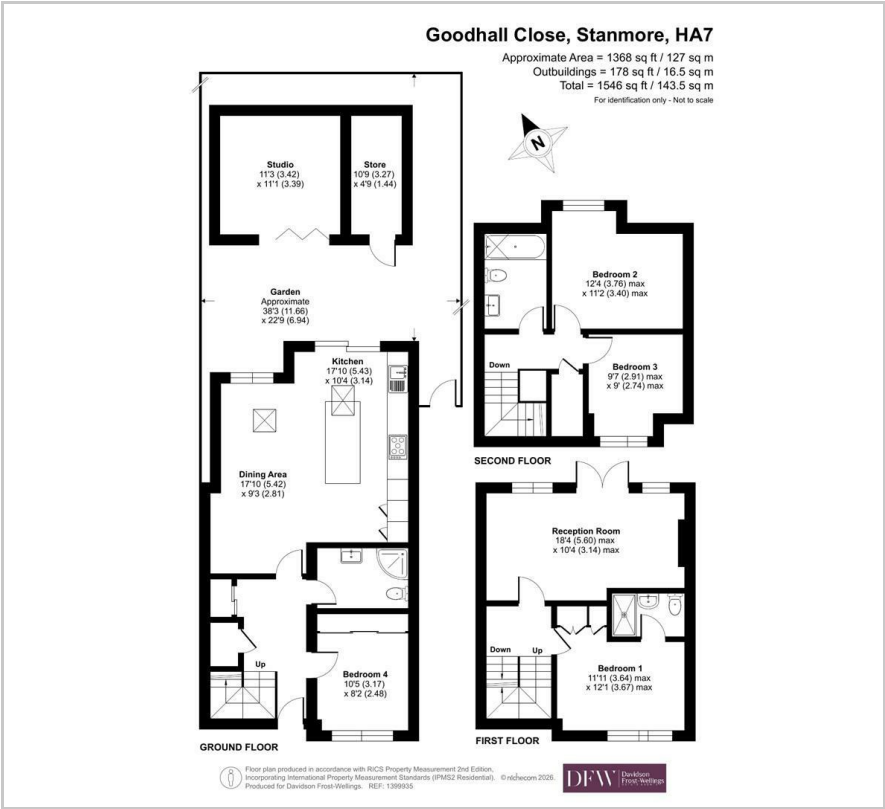 Goodhall Close, Stanmore, HA7
Approximate Area = 1368 sq ft / 127 sq m
Outbuildings = 178 sq ft / 16.5 sq m
Total = 1546 sq ft / 143.5 sq m
For identification only - Not to scale
N
Studio
11'3 (3.42)
x 11'1 (3.39)
Store
10'9 (3.27)
x 4'9 (1.44)
Garden
Approximate
38'3 (11.66)
x 22'9 (6.94)
Kitchen
17'10 (5.43)
x 10'4 (3.14)
Dining Area
17'10 (5.42)
x 9'3 (2.81)
Up
Bedroom 4
10'5 (3.17)
x 8'2 (2.48)
GROUND FLOOR
Bedroom 2
12'4 (3.76) max
x 11'2 (3.40) max
Down
Bedroom 3
9'7 (2.91) max
x 9' (2.74) max
SECOND FLOOR
Reception Room
18'4 (5.60) max
x 10'4 (3.14) max
Down
Up
Bedroom 1
11'11 (3.64) max
x 12'1 (3.67) max
FIRST FLOOR
Floor plan produced in accordance with RICS Property Measurement 2nd Edition,
Incorporating International Property Measurement Standards (IPMS2 Residential). © nichecom 2026.
Produced for Davidson Frost-Wellings. REF: 1399935
DFW
Davidson
Frost-Wellings